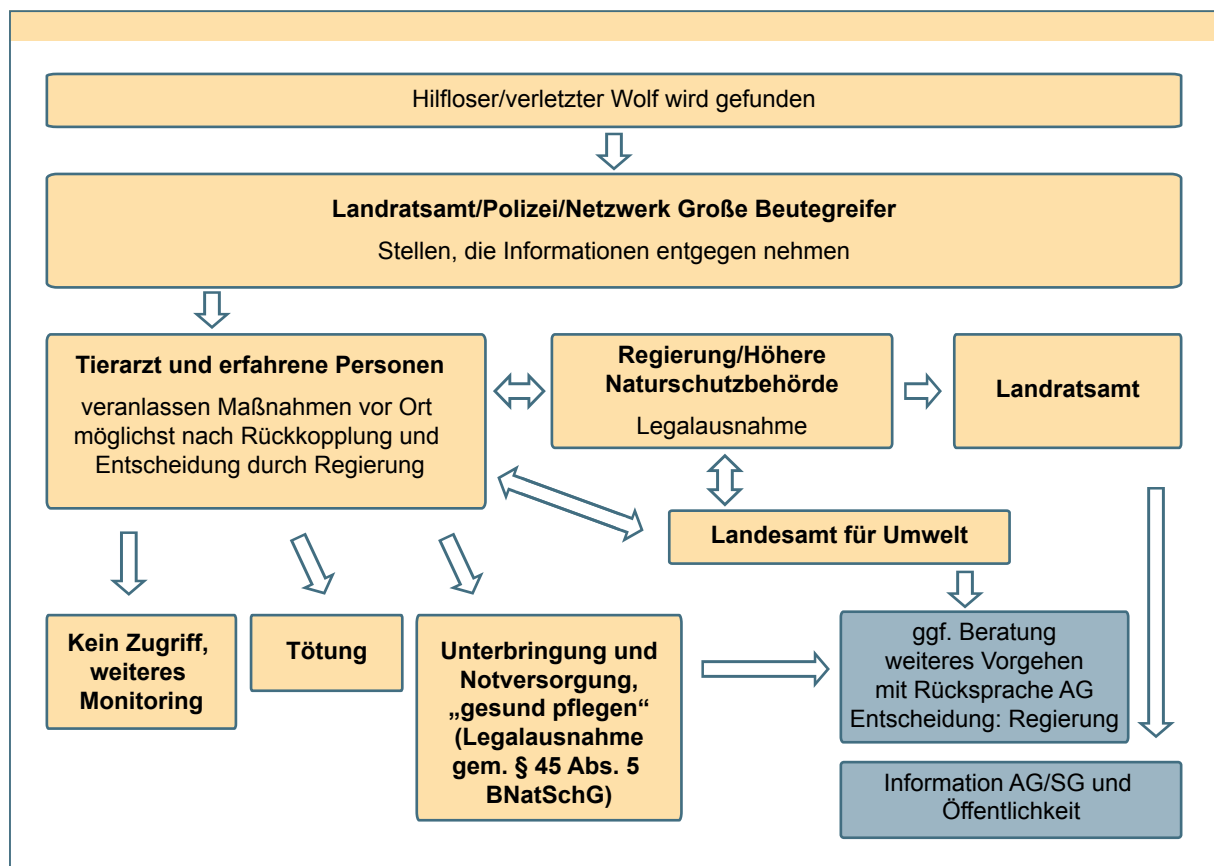 Hilfloser/verletzter Wolf wird gefunden
Landratsamt/Polizei/Netzwerk Große Beutegreifer
Stellen, die Informationen entgegen nehmen
Tierarzt und erfahrene Personen
veranlassen Maßnahmen vor Ort
möglichst nach Rückkopplung und
Entscheidung durch Regierung
Regierung/Höhere
Naturschutzbehörde
Legalausnahme
Landratsamt
Landesamt für Umwelt
Kein Zugriff,
weiteres
Monitoring
Tötung
Unterbringung und
Notversorgung,
„gesund pflegen“
(Legalausnahme
gem. § 45 Abs. 5
BNatSchG)
ggf. Beratung
weiteres Vorgehen
mit Rücksprache AG
Entscheidung: Regierung
Information AG/SG und
Öffentlichkeit